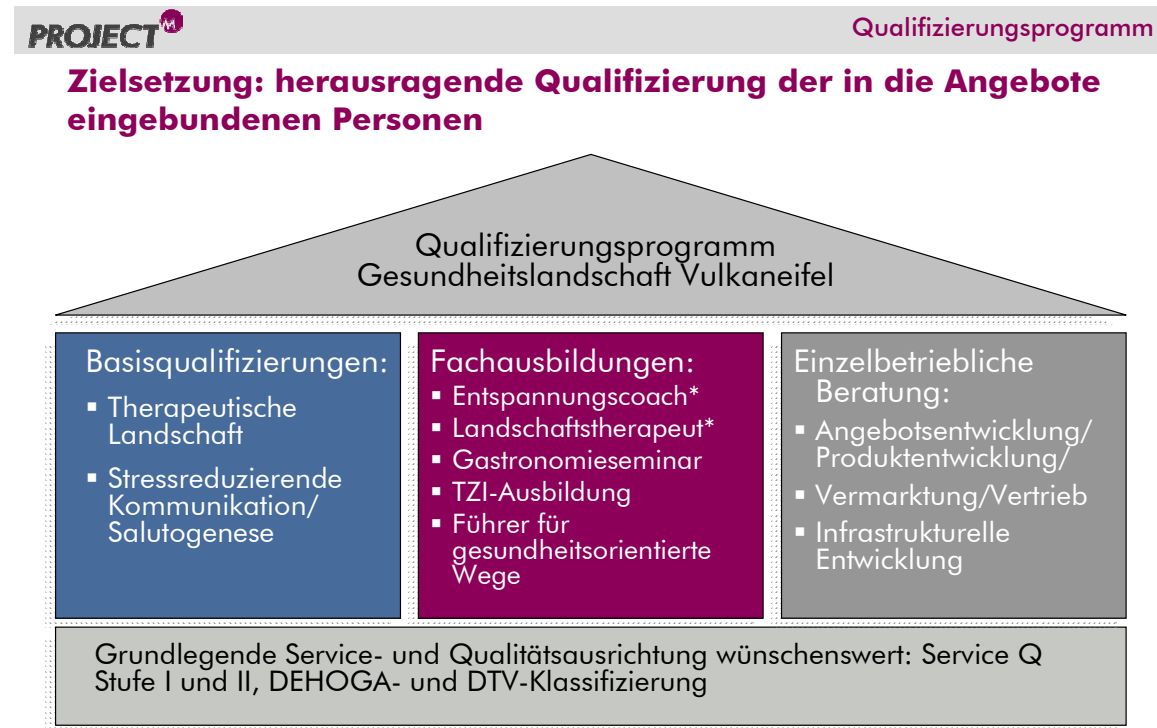 PROJECT M
Qualifizierungsprogramm
Zielsetzung: herausragende Qualifizierung der in die Angebote
eingebundenen Personen
Qualifizierungsprogramm
Gesundheitslandschaft Vulkaneifel
Basisqualifizierungen:
▪ Therapeutische
Landschaft
▪ Stressreduzierende
Kommunikation/
Salutogenese
Fachausbildungen:
▪ Entspannungscoach*
▪ Landschaftstherapeut*
▪ Gastronomieseminar
▪ TZI-Ausbildung
▪ Führer für
gesundheitsorientierte
Wege
Einzelbetriebliche
Beratung:
▪ Angebotsentwicklung/
Produktentwicklung/
▪ Vermarktung/Vertrieb
▪ Infrastrukturelle
Entwicklung
Grundlegende Service- und Qualitätsausrichtung wünschenswert: Service Q
Stufe I und II, DEHOGA- und DTV-Klassifizierung